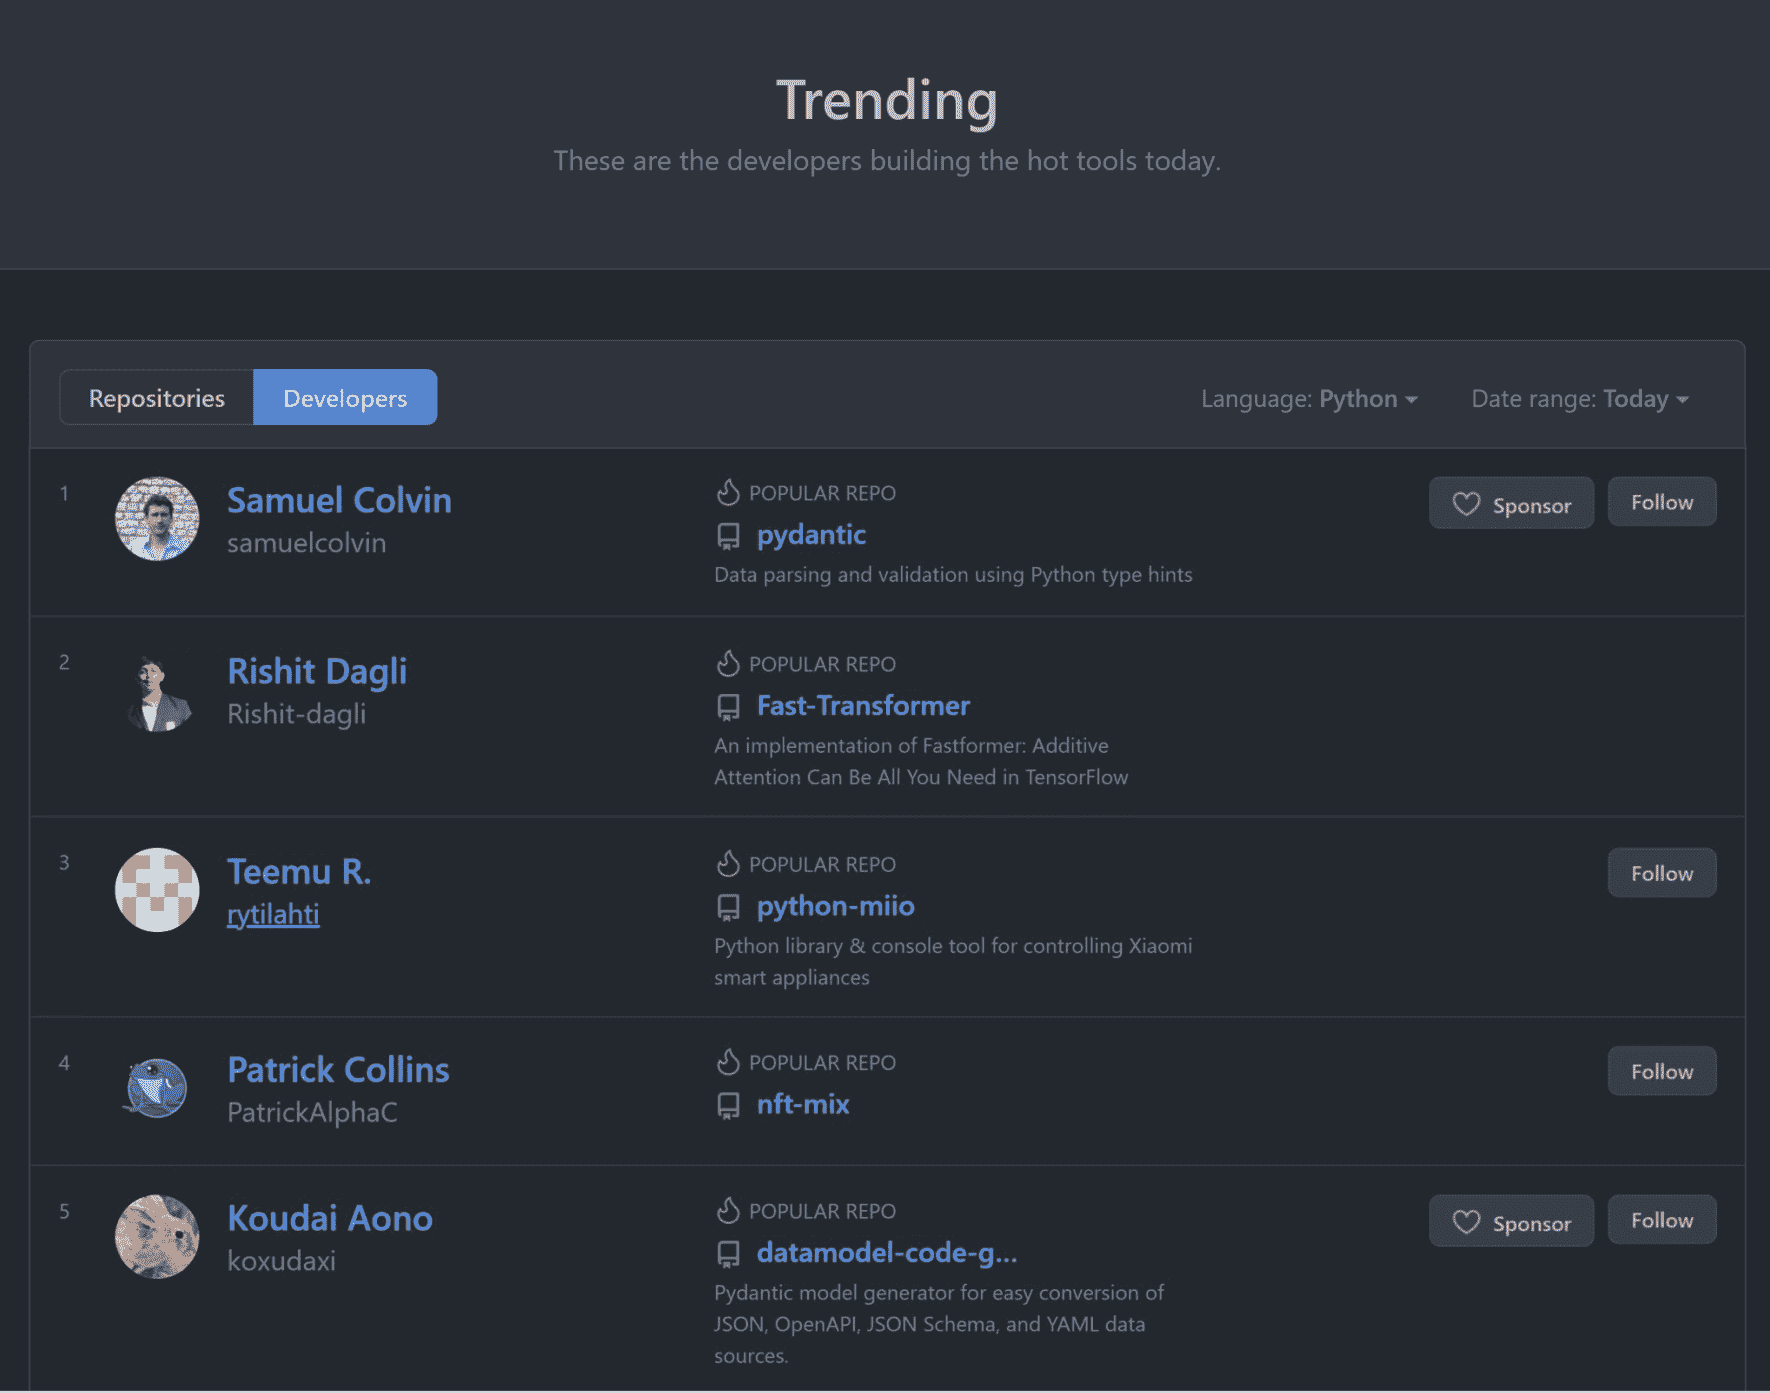 Trending
These are the developers building the hot tools today.
Repositories
Developers
Language: Python
Date range: Today
1
Samuel Colvin
samuelcolvin
POPULAR REPO
pydantic
Data parsing and validation using Python type hints
Sponsor
Follow
2
Rishit Dagli
Rishit-dagli
POPULAR REPO
Fast-Transformer
An implementation of Fastformer: Additive
Attention Can Be All You Need in TensorFlow
3
Teemu R.
rytilahti
POPULAR REPO
python-miio
Python library & console tool for controlling Xiaomi
smart appliances
Follow
4
Patrick Collins
PatrickAlphaC
POPULAR REPO
nft-mix
Follow
5
Koudai Aono
koxudaxi
POPULAR REPO
datamodel-code-g...
Pydantic model generator for easy conversion of
JSON, OpenAPI, JSON Schema, and YAML data
sources.
Sponsor
Follow